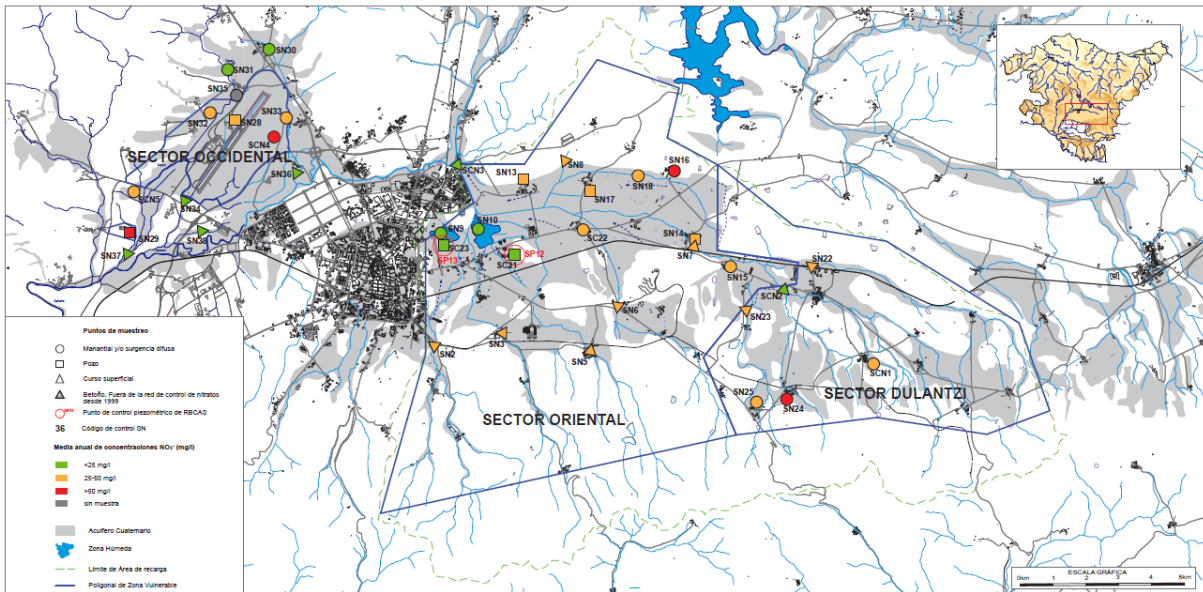 SN30
SN31
SN35
SN33
SN32
SN28
SCN4
SECTOR OCCIDENTAL
SN36
SCN5
SN34
SN29
SN38
SN37
SCN3
SN13
SN8
SN16
SN18
SN17
SN9
SN10
SC22
SC23
SP13
SC21
SP12
SN14
SN7
SN15
SN22
SCN2
SN23
SN6
SN2
SN3
SN5
SCN1
SN25
SN24
SECTOR DULANTZI
SECTOR ORIENTAL
Puntos de muestreo
Manantial y/o surgencia difusa
Pozo
Curso superficial
Betoño. Fuera de la red de control de nitratos
desde 1999
Punto de control piezométrico de RBCAS
36 Código de control SN
Media anual de concentraciones NO₃⁻ (mg/l)
<25 mg/l
25-50 mg/l
>50 mg/l
sin muestra
Acuífero Cuaternario
Zona Húmeda
Límite de Área de recarga
Poligonal de Zona Vulnerable
ESCALA GRÁFICA
0km 1 2 3 4 5km